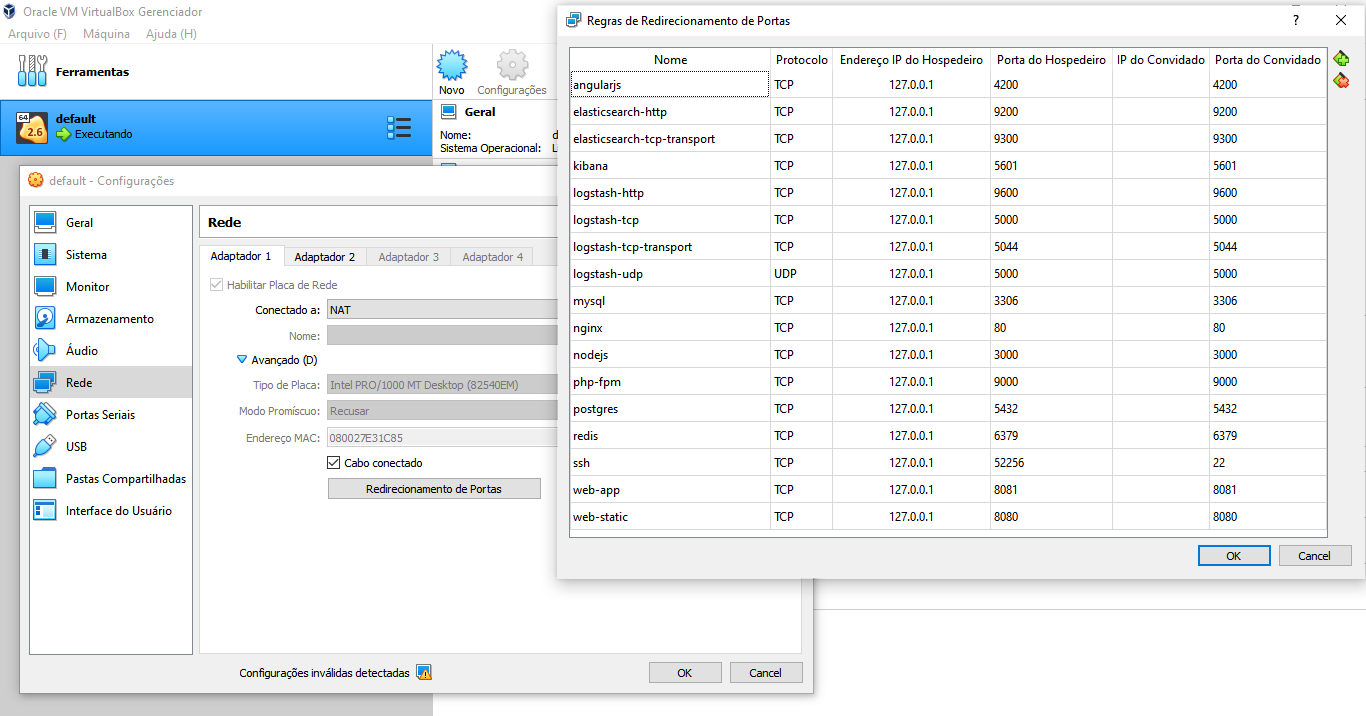 Oracle VM VirtualBox Gerenciador
Arquivo (F) Máquina Ajuda (H)
Ferramentas
Novo Configurações
64 2.6 default
Executando
Geral
Nome: d
Sistema Operacional: L
default - Configurações
Geral
Sistema
Monitor
Armazenamento
Áudio
Rede
Portas Seriais
USB
Pastas Compartilhadas
Interface do Usuário
Rede
Adaptador 1 Adaptador 2 Adaptador 3 Adaptador 4
Habilitar Placa de Rede
Conectado a: NAT
Nome:
Avançado (D)
Tipo de Placa: Intel PRO/1000 MT Desktop (82540EM)
Modo Promíscuo: Recusar
Endereço MAC: 080027E31C85
Cabo conectado
Redirecionamento de Portas
Configurações inválidas detectadas OK Cancel
Regras de Redirecionamento de Portas ?
Nome Protocolo Endereço IP do Hospedeiro Porta do Hospedeiro IP do Convidado Porta do Convidado
angularjs TCP 127.0.0.1 4200 4200
elasticsearch-http TCP 127.0.0.1 9200 9200
elasticsearch-tcp-transport TCP 127.0.0.1 9300 9300
kibana TCP 127.0.0.1 5601 5601
logstash-http TCP 127.0.0.1 9600 9600
logstash-tcp TCP 127.0.0.1 5000 5000
logstash-tcp-transport TCP 127.0.0.1 5044 5044
logstash-udp UDP 127.0.0.1 5000 5000
mysql TCP 127.0.0.1 3306 3306
nginx TCP 127.0.0.1 80 80
nodejs TCP 127.0.0.1 3000 3000
php-fpm TCP 127.0.0.1 9000 9000
postgres TCP 127.0.0.1 5432 5432
redis TCP 127.0.0.1 6379 6379
ssh TCP 127.0.0.1 52256 22
web-app TCP 127.0.0.1 8081 8081
web-static TCP 127.0.0.1 8080 8080
OK Cancel